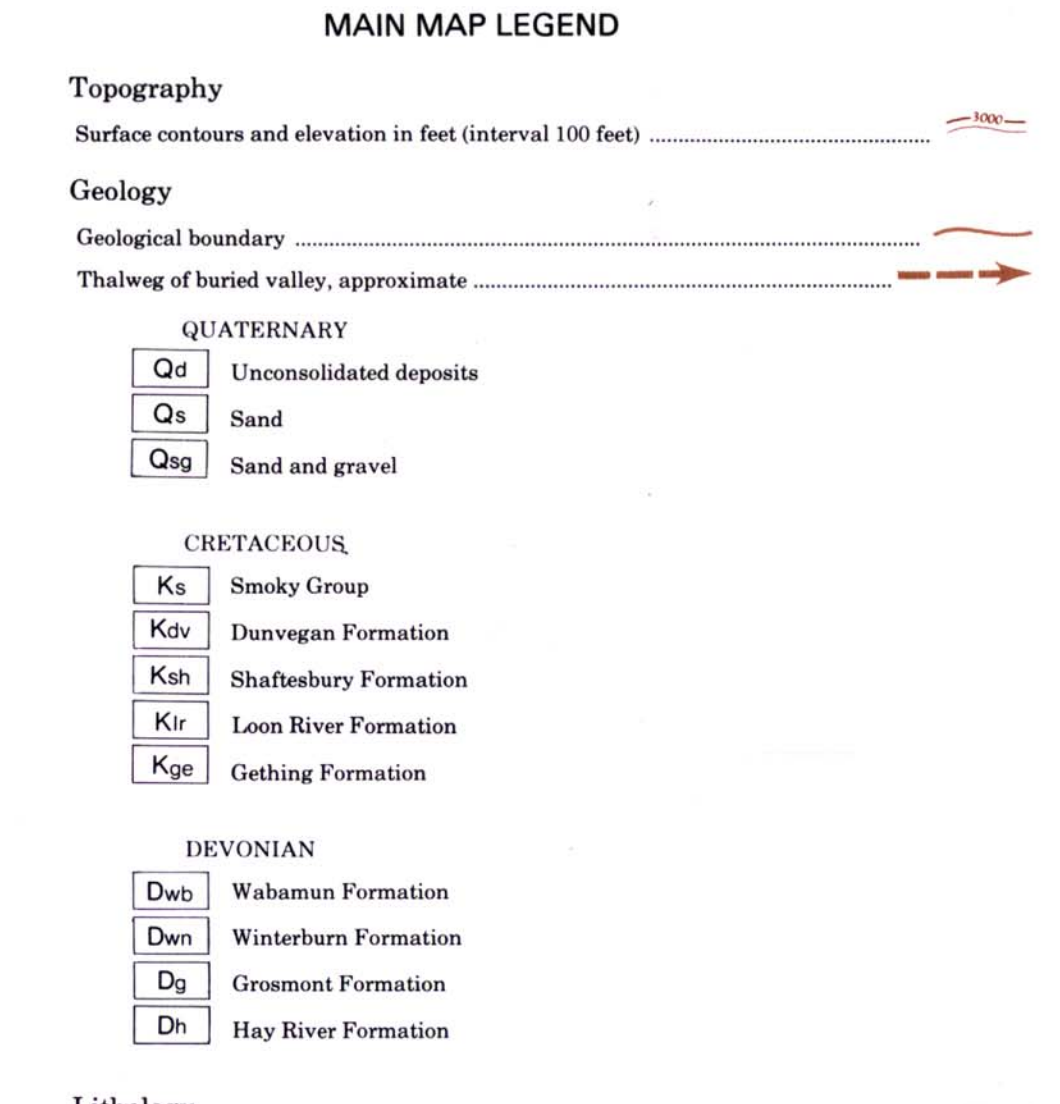 MAIN MAP LEGEND
Topography
Surface contours and elevation in feet (interval 100 feet) ................................................ 3000
Geology
Geological boundary ................................................................................................................
Thalweg of buried valley, approximate ........................................................................
QUATERNARY
Qd Unconsolidated deposits
Qs Sand
Qsg Sand and gravel
CRETACEOUS
Ks Smoky Group
Kdv Dunvegan Formation
Ksh Shaftesbury Formation
Klr Loon River Formation
Kge Gething Formation
DEVONIAN
Dwb Wabamun Formation
Dwn Winterburn Formation
Dg Grosmont Formation
Dh Hay River Formation